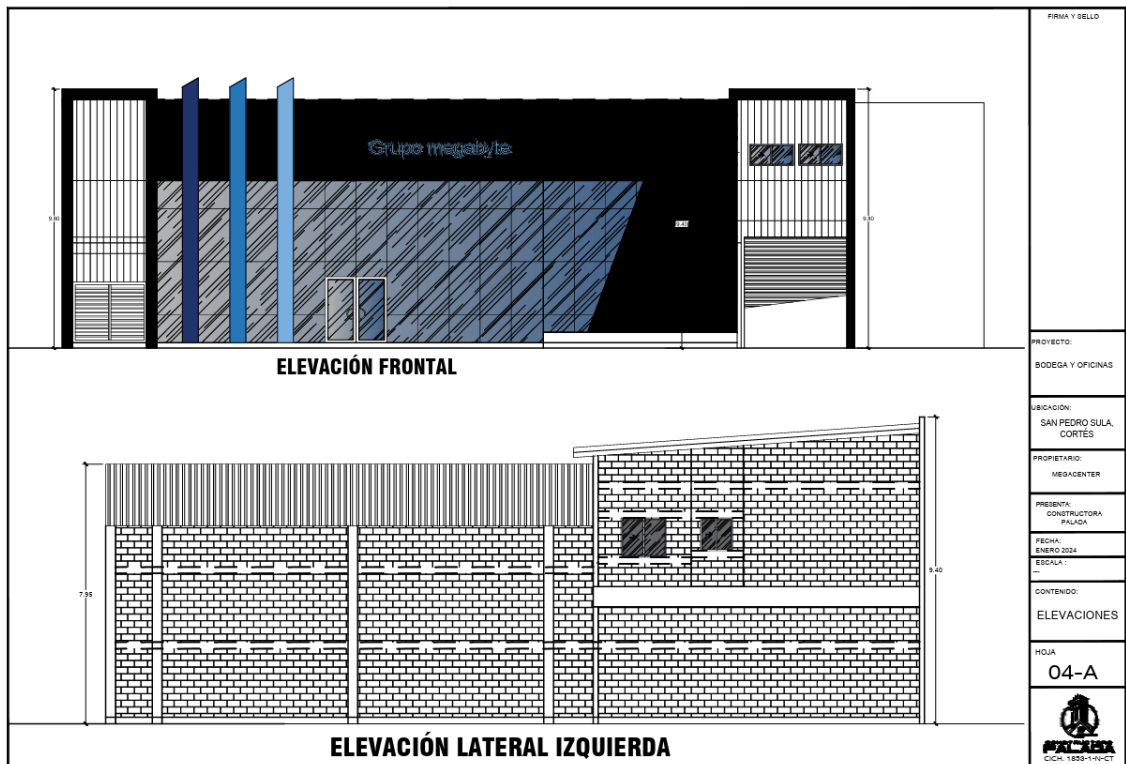 Grupo megabyte
9.40
9.40
ELEVACIÓN FRONTAL
7.95
9.40
ELEVACIÓN LATERAL IZQUIERDA
FIRMA Y SELLO
PROYECTO:
BODEGA Y OFICINAS
UBICACIÓN:
SAN PEDRO SULA,
CORTÉS
PROPIETARIO:
MEGACENTER
PRESENTA:
CONSTRUCTORA
PALADA
FECHA:
ENERO 2024
ESCALA :
---
CONTENIDO:
ELEVACIONES
HOJA
04-A
CONSTRUCTORA
PALADA
CICH. 1853-1-N-CT